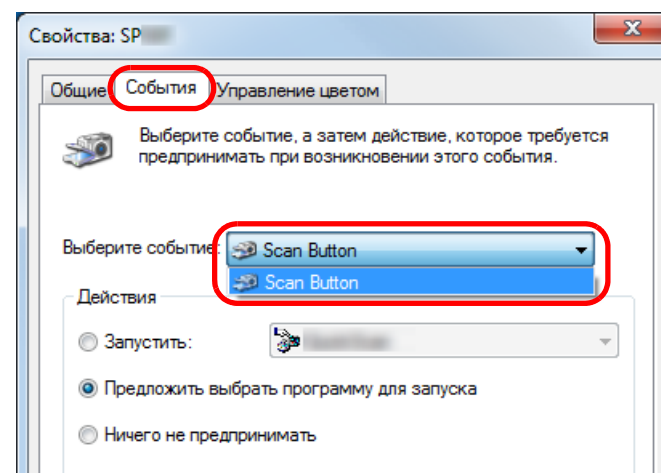 Свойства: SP
Общие События Управление цветом
Выберите событие, а затем действие, которое требуется
предпринимать при возникновении этого события.
Выберите событие: Scan Button
Scan Button
Действия
Запустить:
Предложить выбрать программу для запуска
Ничего не предпринимать